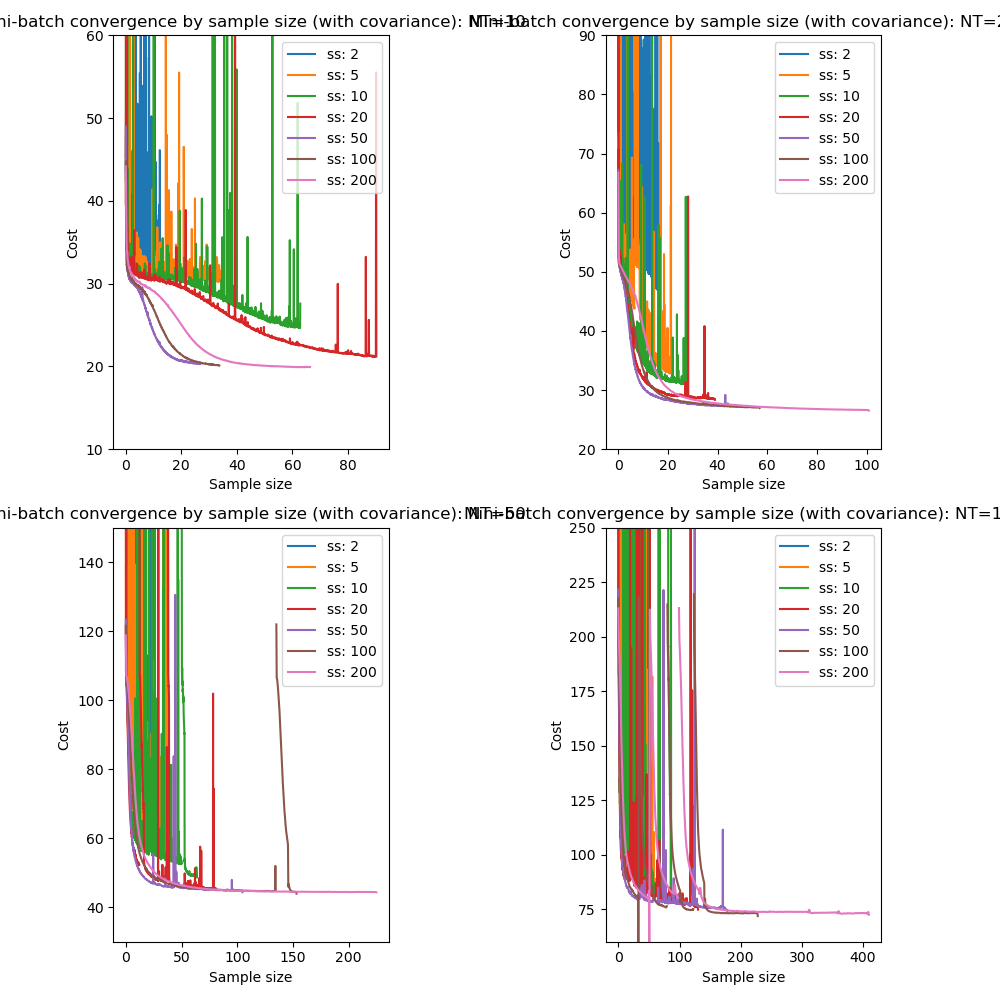 ni-batch convergence by sample size (with covariance): NT=10
ni-batch convergence by sample size (with covariance): NT=2
60
50
40
30
20
10
Cost
0
20
40
60
80
Sample size
ss: 2
ss: 5
ss: 10
ss: 20
ss: 50
ss: 100
ss: 200
90
80
70
60
50
40
30
20
Cost
0
20
40
60
80
100
Sample size
ss: 2
ss: 5
ss: 10
ss: 20
ss: 50
ss: 100
ss: 200
ni-batch convergence by sample size (with covariance): NT=50
Mini-batch convergence by sample size (with covariance): NT=1
140
120
100
80
60
40
Cost
0
50
100
150
200
Sample size
ss: 2
ss: 5
ss: 10
ss: 20
ss: 50
ss: 100
ss: 200
250
225
200
175
150
125
100
75
Cost
0
100
200
300
400
Sample size
ss: 2
ss: 5
ss: 10
ss: 20
ss: 50
ss: 100
ss: 200